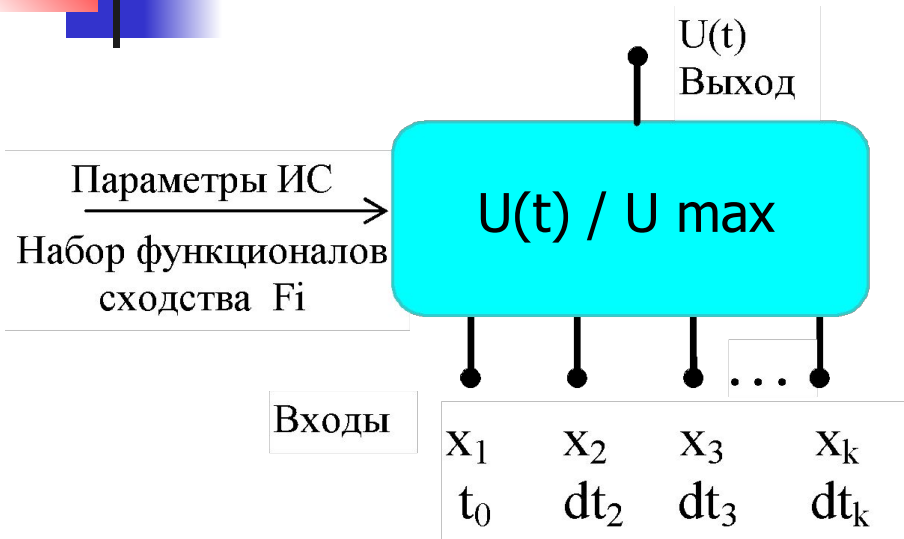 U(t)
Выход
Параметры ИС
Набор функционалов
сходства Fi
U(t) / U max
Входы
. . .
x₁ x₂ x₃ xₖ
t₀ dt₂ dt₃ dtₖ